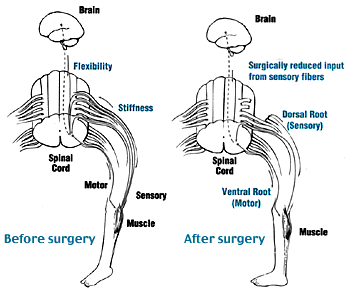 Brain
Flexibility
Stiffness
Spinal
Cord
Motor
Sensory
Muscle
Before surgery
Brain
Surgically reduced input
from sensory fibers
Dorsal Root
(Sensory)
Spinal
Cord
Ventral Root
(Motor)
Muscle
After surgery